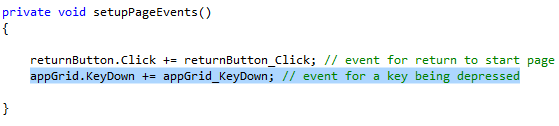 private void setupPageEvents()
{
returnButton.Click += returnButton_Click; // event for return to start page
appGrid.KeyDown += appGrid_KeyDown; // event for a key being depressed
}